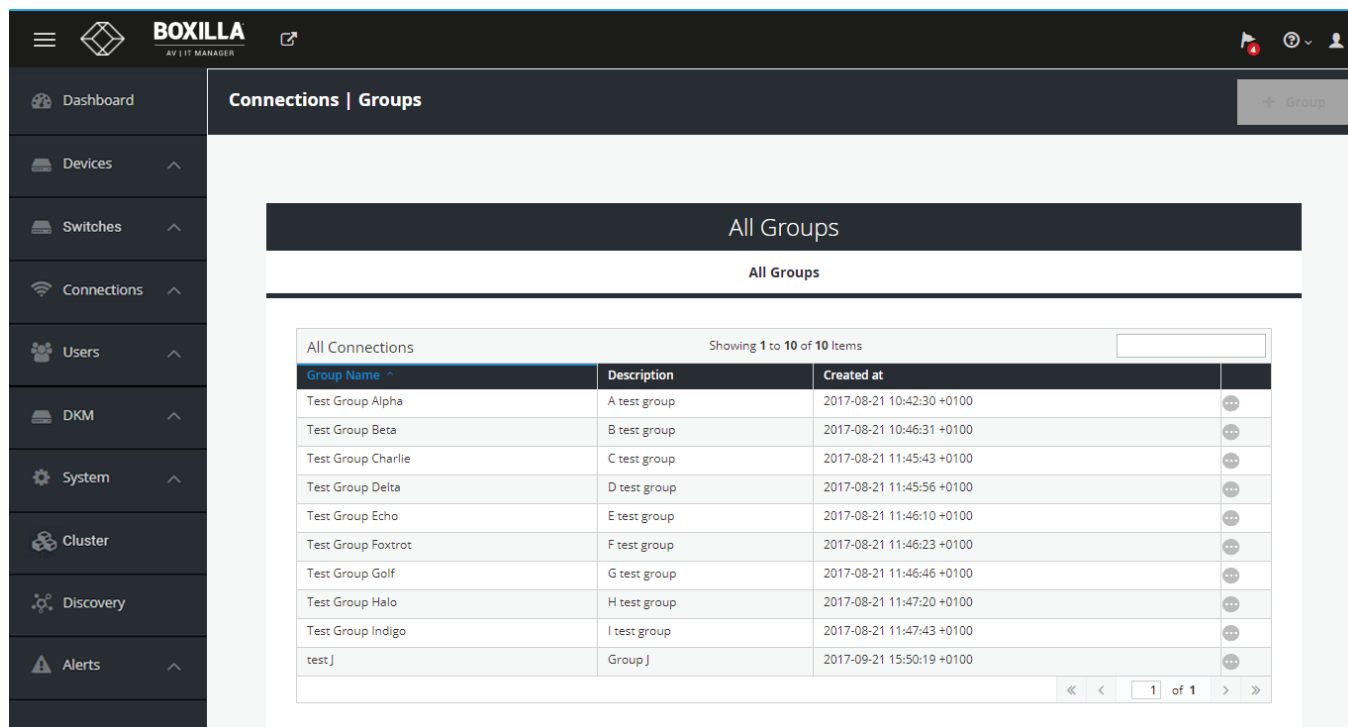 BOXILLA
AV | IT MANAGER
4
Dashboard
Connections | Groups
+ Group
Devices
Switches
Connections
Users
DKM
System
Cluster
Discovery
Alerts
All Groups
All Groups
All Connections Showing 1 to 10 of 10 Items
Group Name Description Created at
Test Group Alpha A test group 2017-08-21 10:42:30 +0100
Test Group Beta B test group 2017-08-21 10:46:31 +0100
Test Group Charlie C test group 2017-08-21 11:45:43 +0100
Test Group Delta D test group 2017-08-21 11:45:56 +0100
Test Group Echo E test group 2017-08-21 11:46:10 +0100
Test Group Foxtrot F test group 2017-08-21 11:46:23 +0100
Test Group Golf G test group 2017-08-21 11:46:46 +0100
Test Group Halo H test group 2017-08-21 11:47:20 +0100
Test Group Indigo I test group 2017-08-21 11:47:43 +0100
test J Group J 2017-09-21 15:50:19 +0100
« < 1 of 1 > »